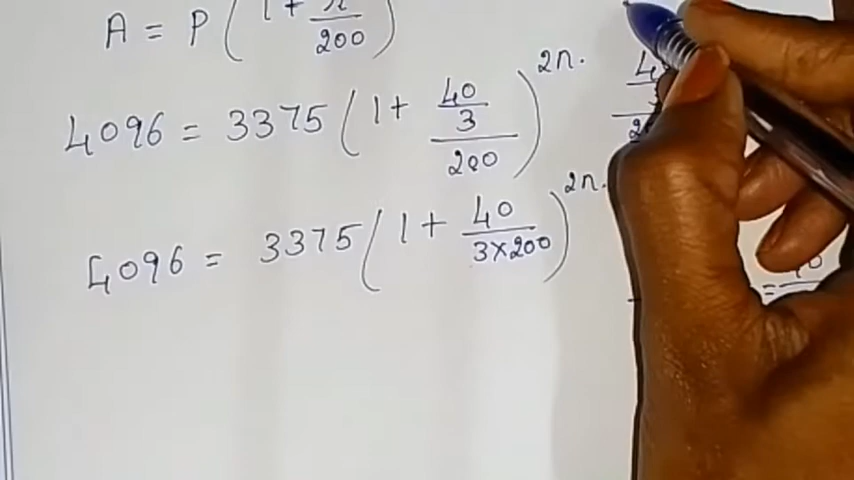 A = P(1 + r/200)
4096 = 3375(1 + 40/3/200)^2n.
4096 = 3375(1 + 40/3×200)^2n.